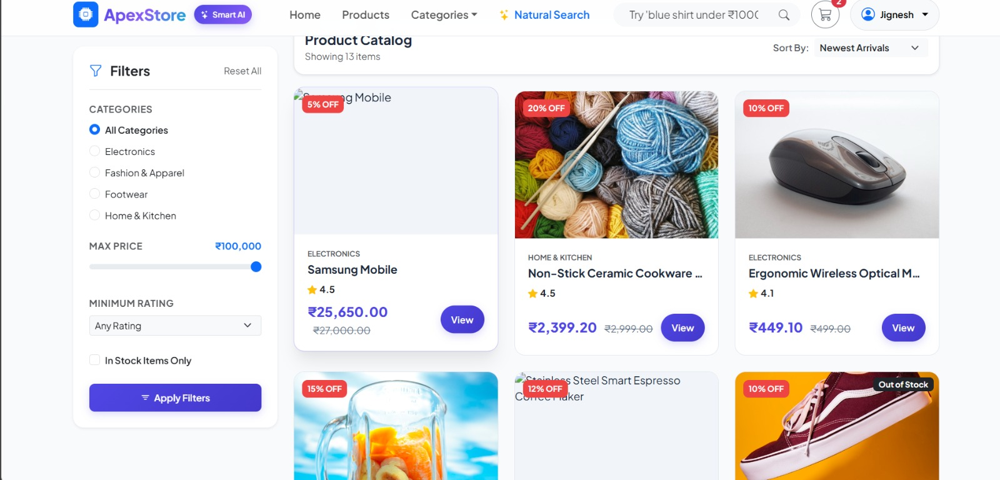 ApexStore
Smart AI
Home
Products
Categories
Natural Search
Try 'blue shirt under ₹100
2
Jignesh
Filters
Reset All
CATEGORIES
All Categories
Electronics
Fashion & Apparel
Footwear
Home & Kitchen
MAX PRICE
₹100,000
MINIMUM RATING
Any Rating
In Stock Items Only
Apply Filters
Product Catalog
Showing 13 items
Sort By:
Newest Arrivals
Samsung Mobile
5% OFF
ELECTRONICS
Samsung Mobile
4.5
₹25,650.00
₹27,000.00
View
20% OFF
HOME & KITCHEN
Non-Stick Ceramic Cookware ...
4.5
₹2,399.20
₹2,999.00
View
10% OFF
ELECTRONICS
Ergonomic Wireless Optical M...
4.1
₹449.10
₹499.00
View
15% OFF
Stainless Steel Smart Espresso
Coffee Maker
12% OFF
10% OFF
Out of Stock